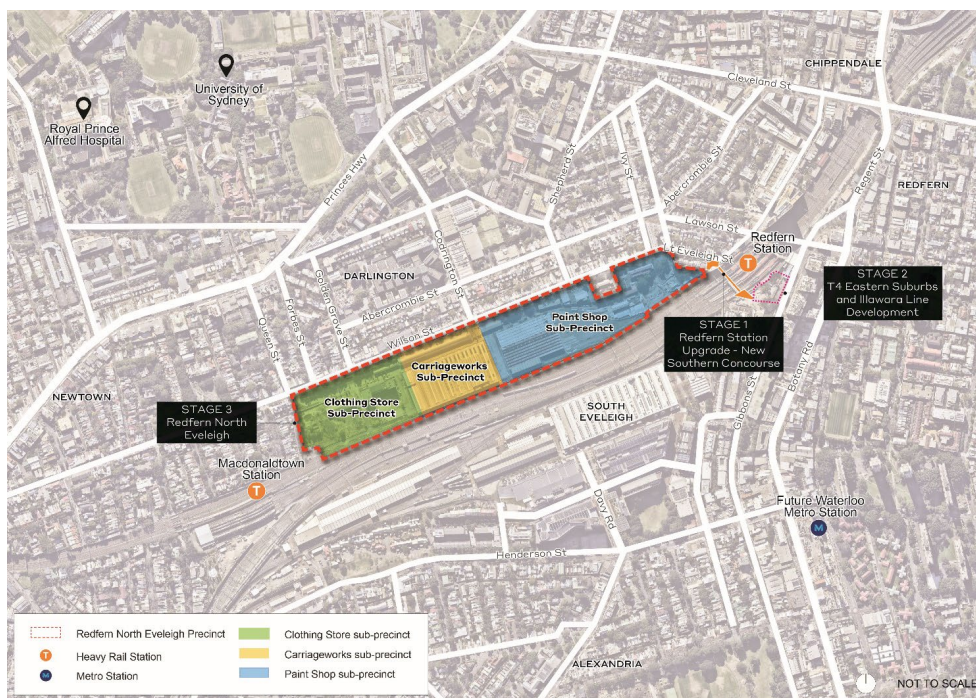 CHIPPENDALE
Cleveland St
University of
Sydney
Royal Prince
Alfred Hospital
Princes Hwy
Shepherd St
Ivy St
Abercrombie St
Regent St
REDFERN
Lawson St
Lt Eveleigh St
Redfern
Station
T
STAGE 2
T4 Eastern Suburbs
and Illawara Line
Development
Codrington St
DARLINGTON
Golden Grove St
Forbes St
Queen St
Abercrombie St
Wilson St
Paint Shop
Sub-Precinct
STAGE 1
Redfern Station
Upgrade - New
Southern Concourse
Carriageworks
Sub-Precinct
Clothing Store
Sub-Precinct
Botany Rd
Gibbons St
NEWTOWN
STAGE 3
Redfern North
Eveleigh
SOUTH
EVELEIGH
Macdonaldtown
Station
T
Davy Rd
Future Waterloo
Metro Station
M
Henderson St
ALEXANDRIA
Redfern North Eveleigh Precinct
T Heavy Rail Station
M Metro Station
Clothing Store sub-precinct
Carriageworks sub-precinct
Paint Shop sub-precinct
NOT TO SCALE